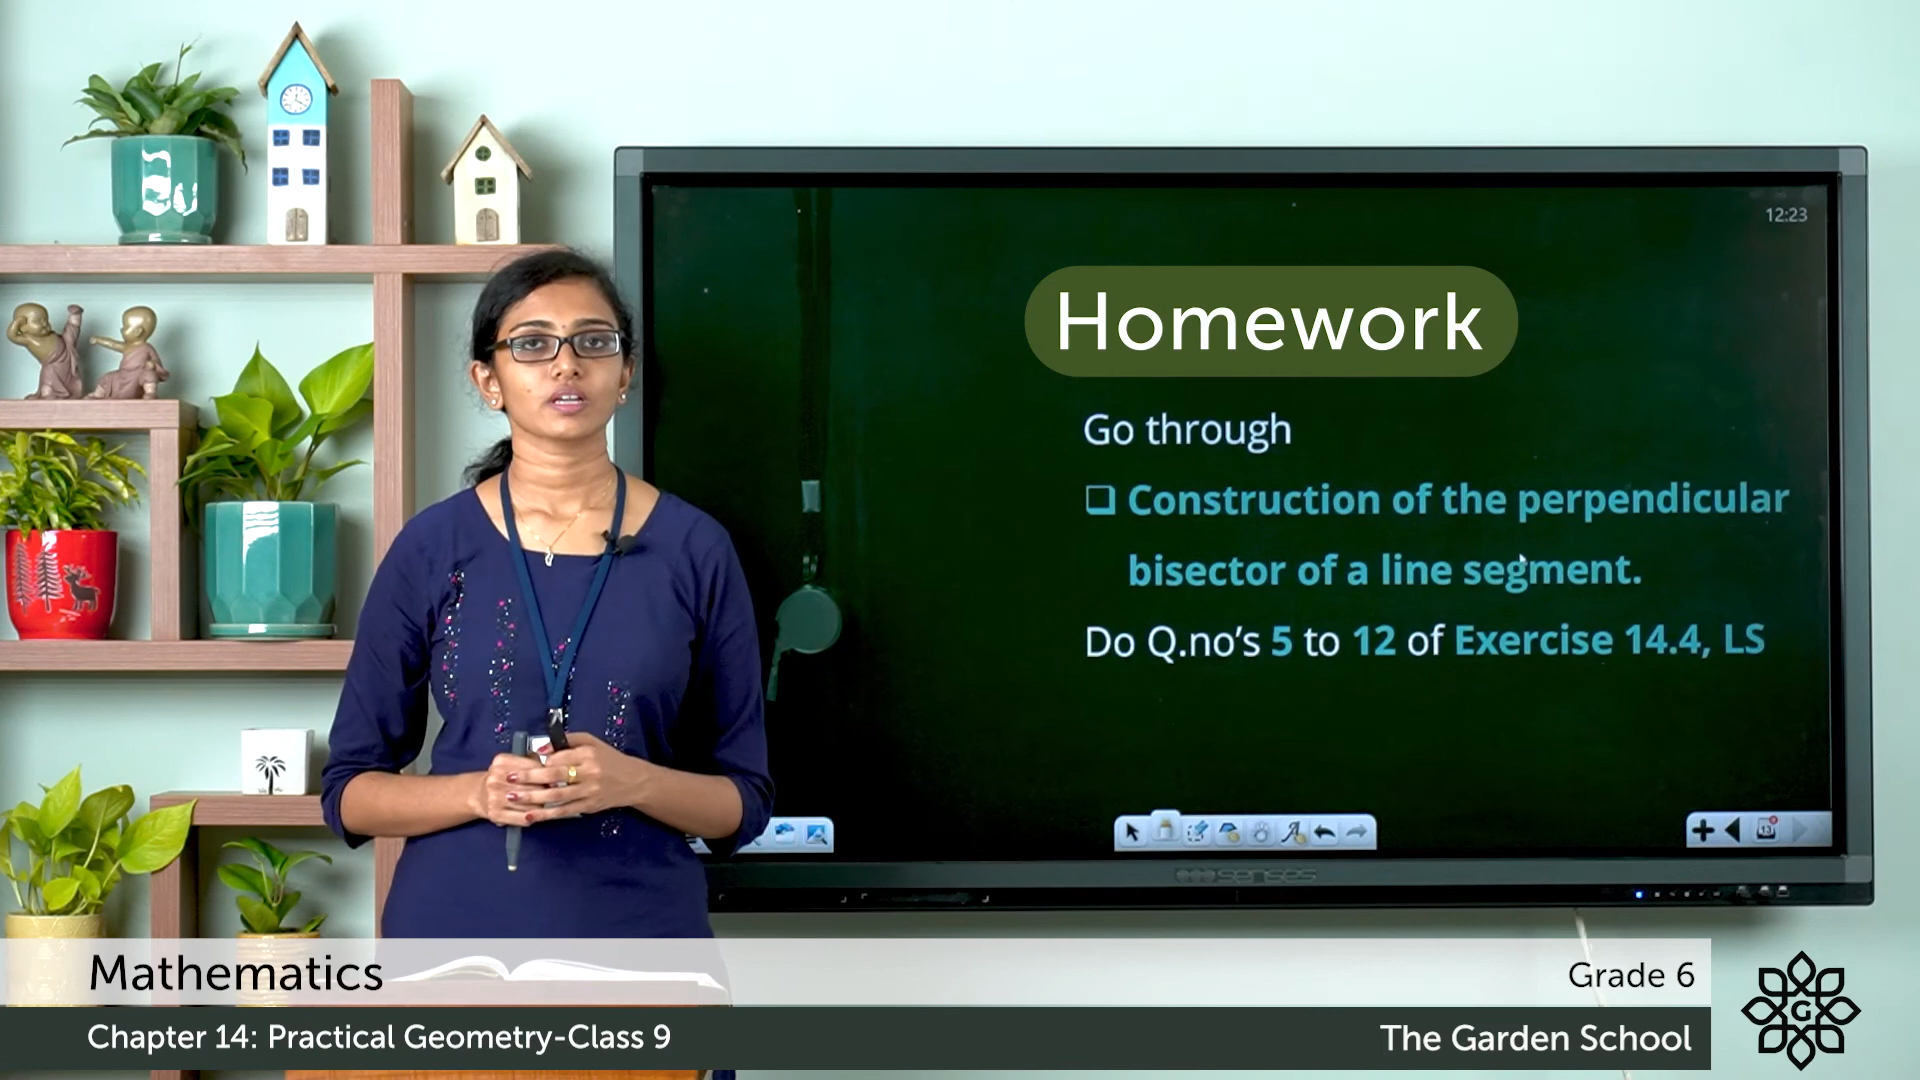 12:23
Homework
Go through
❑ Construction of the perpendicular
bisector of a line segment.
Do Q.no's 5 to 12 of Exercise 14.4, LS
senses
Mathematics
Grade 6
Chapter 14: Practical Geometry-Class 9
The Garden School
G